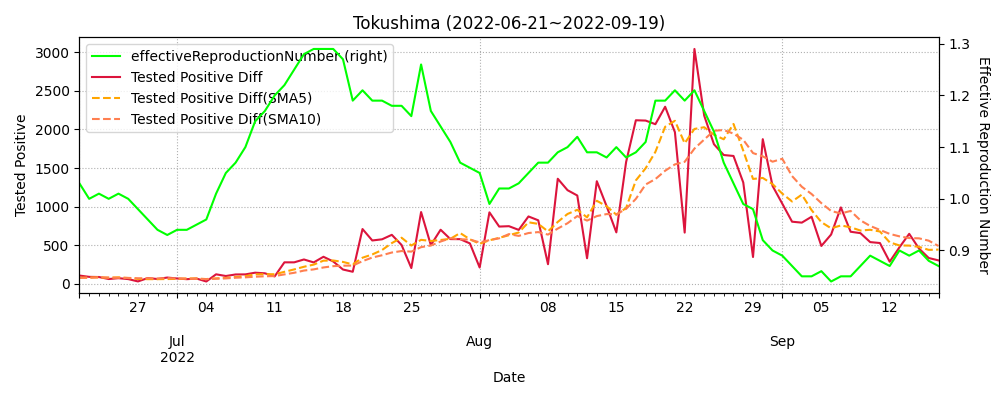 Tokushima (2022-06-21~2022-09-19)
effectiveReproductionNumber (right)
Tested Positive Diff
Tested Positive Diff(SMA5)
Tested Positive Diff(SMA10)
Tested Positive
3000
2500
2000
1500
1000
500
0
1.3
1.2
1.1
1.0
0.9
Effective Reproduction Number
27 04 11 18 25 08 15 22 29 05 12
Jul Aug Sep
2022
Date